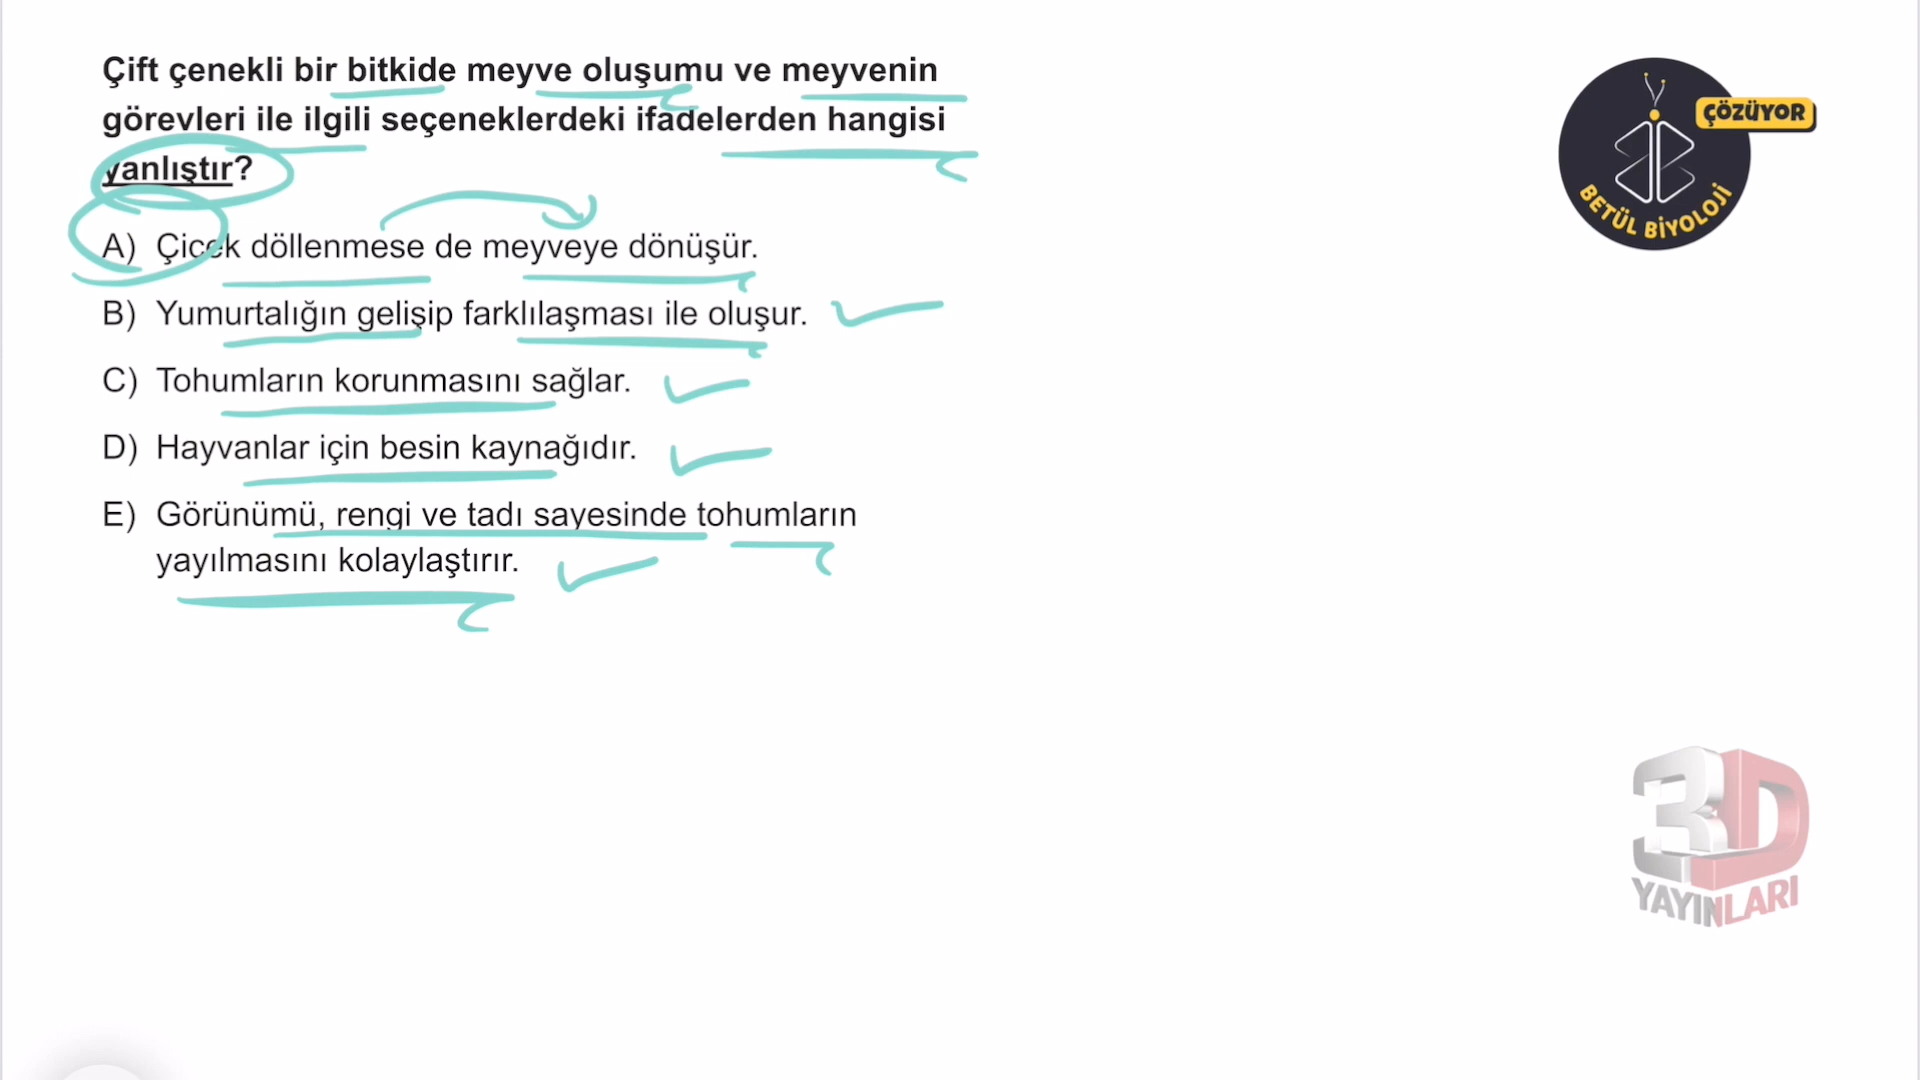 Çift çenekli bir bitkide meyve oluşumu ve meyvenin
görevleri ile ilgili seçeneklerdeki ifadelerden hangisi
yanlıştır?
A) Çiçek döllenmese de meyveye dönüşür.
B) Yumurtalığın gelişip farklılaşması ile oluşur.
C) Tohumların korunmasını sağlar.
D) Hayvanlar için besin kaynağıdır.
E) Görünümü, rengi ve tadı sayesinde tohumların
yayılmasını kolaylaştırır.
ÇÖZÜYOR
BETÜL BİYOLOJİ
3D
YAYINLARI